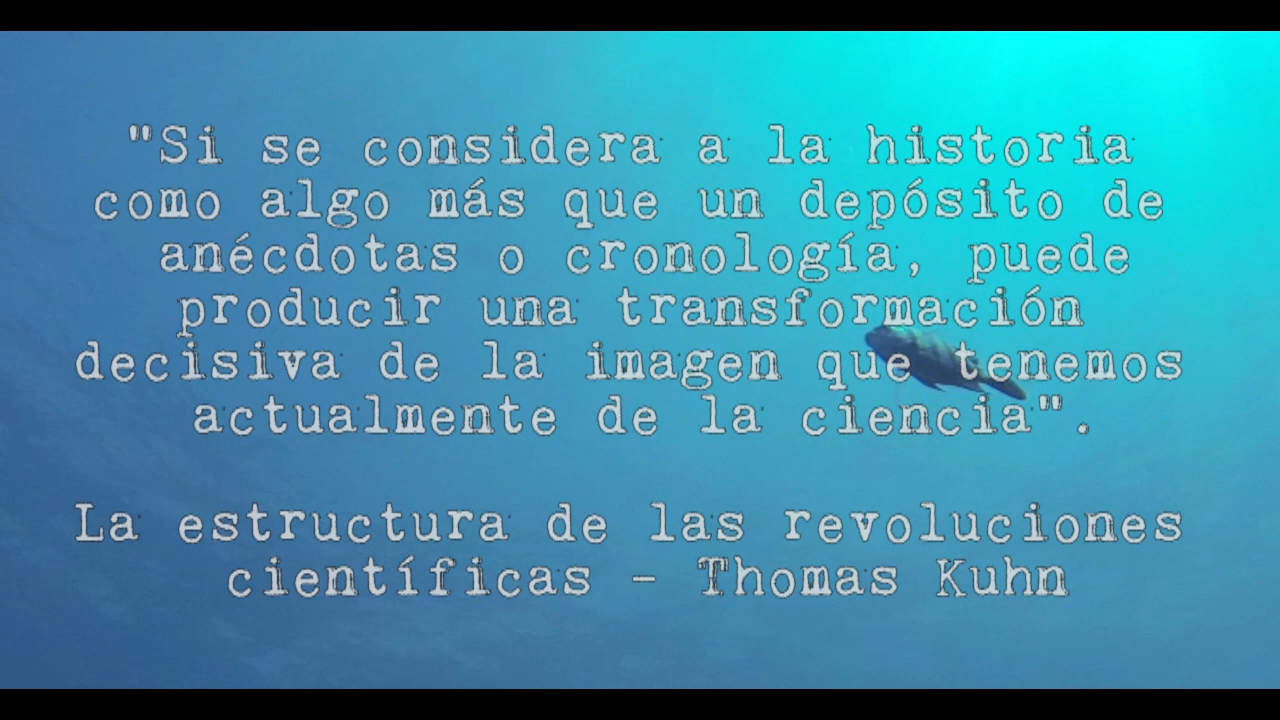 "Si se considera a la historia
como algo más que un depósito de
anécdotas o cronología, puede
producir una transformación
decisiva de la imagen que tenemos
actualmente de la ciencia".
La estructura de las revoluciones
científicas - Thomas Kuhn